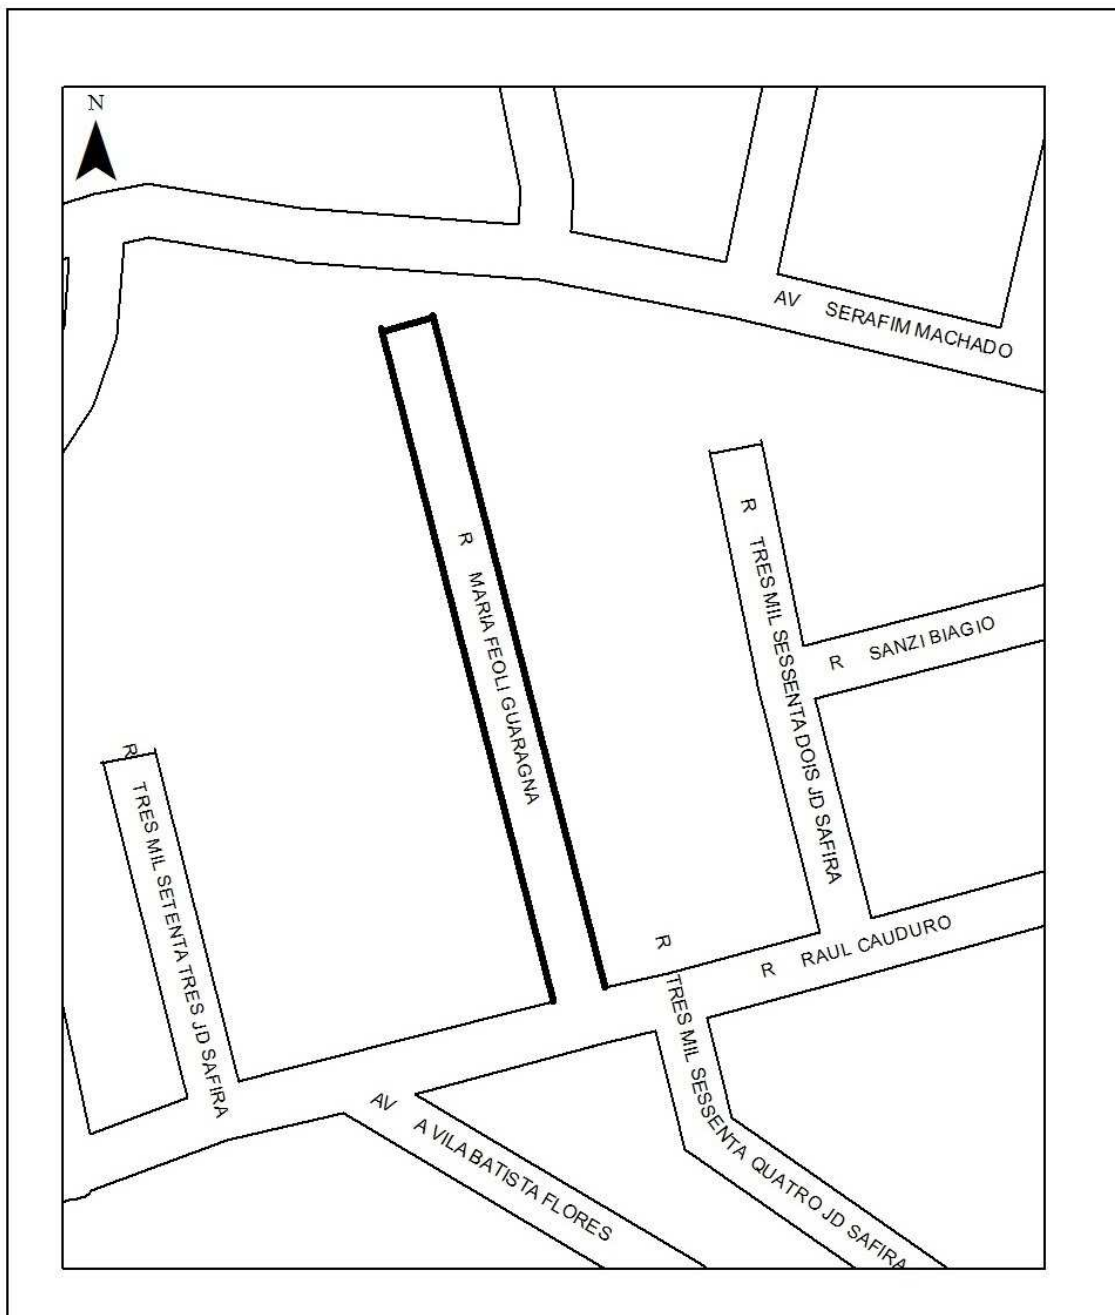 N
AV SERAFIM MACHADO
R MARIA FEOLI GUARAGNA
R TRES MIL SESSENTA DOIS JD SAFIRA
R SANZI BIAGIO
R TRES MIL SETENTA TRES JD SAFIRA
R RAUL CAUDURO
R TRES MIL SESSENTA QUATRO JD SAFIRA
AV A VILA BATISTA FLORES